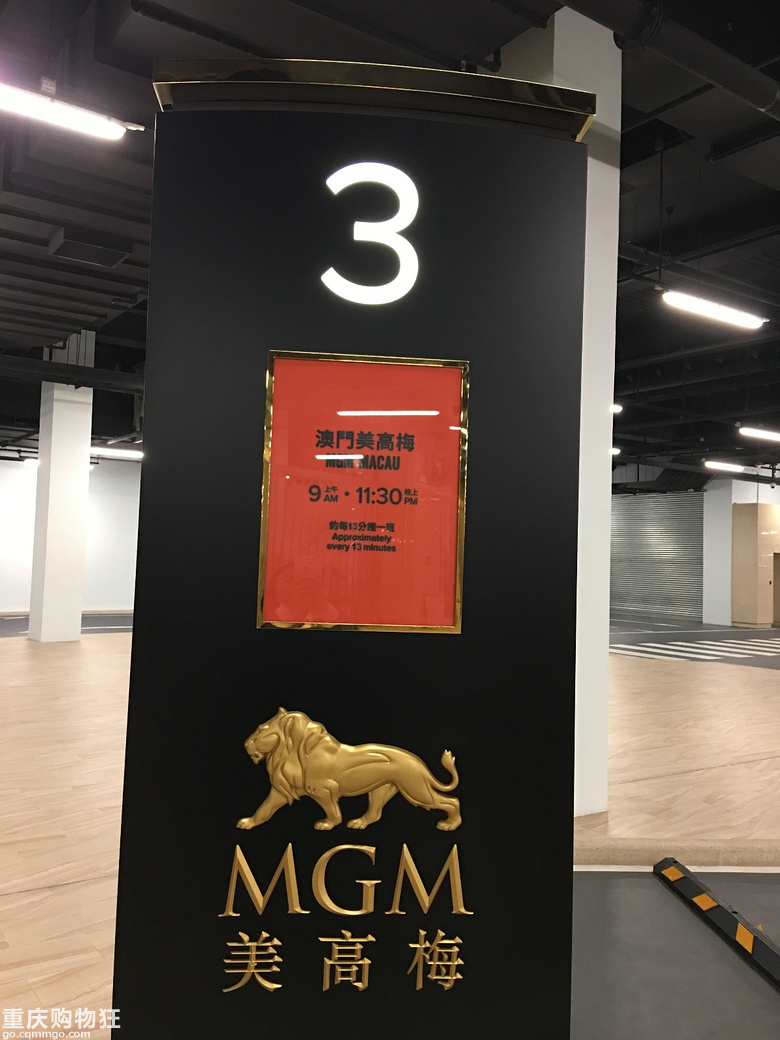 3
澳門美高梅
MGM MACAU
9 上午 AM · 11:30 晚上 PM
約每13分鐘一班
Approximately
every 13 minutes
MGM
美高梅
重庆购物狂
go.cqmmgo.com